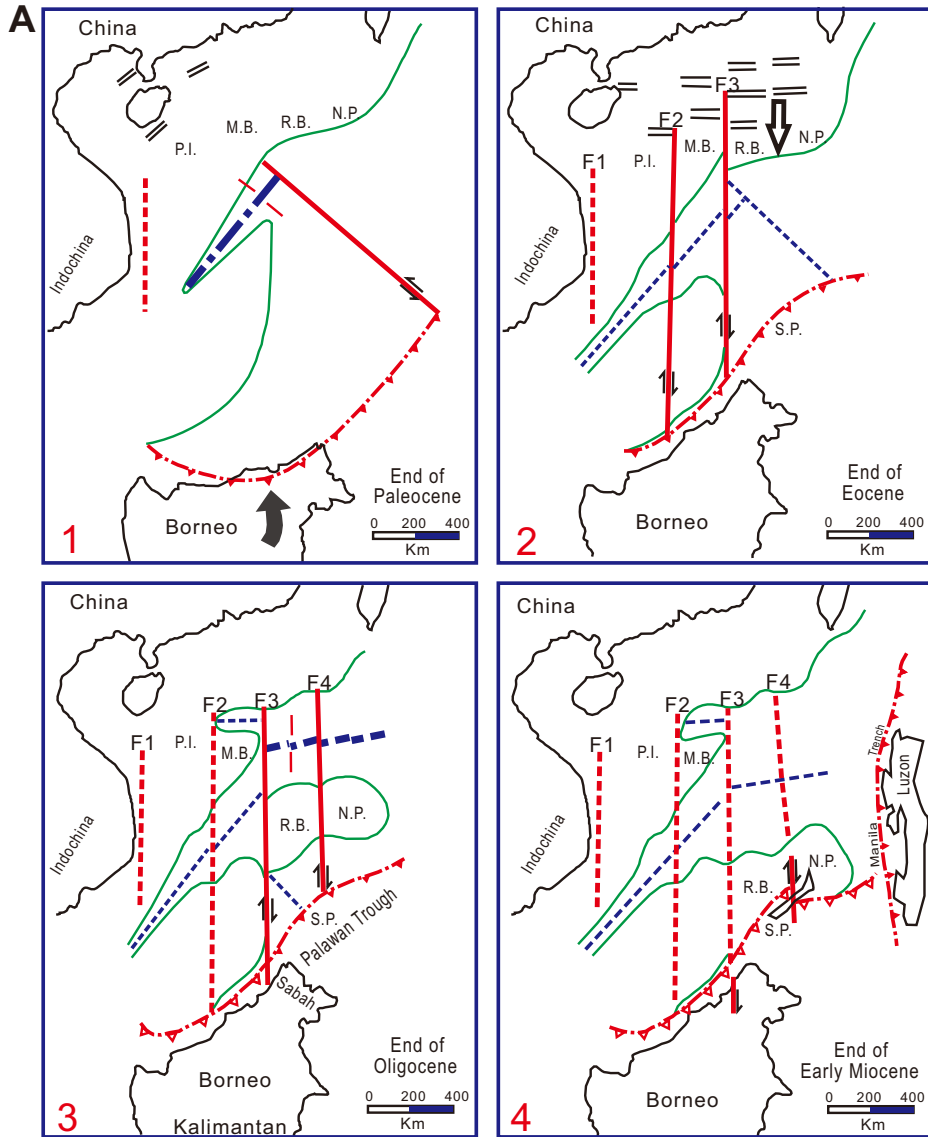 A
China
N.P.
R.B.
M.B.
P.I.
Indochina
End of
Paleocene
Borneo
0 200 400
Km
1
China
F3
F2
N.P.
M.B.
R.B.
P.I.
F1
Indochina
S.P.
End of
Eocene
Borneo
0 200 400
Km
2
China
F4
F2
F3
F1
P.I.
M.B.
Indochina
R.B.
N.P.
S.P.
Palawan Trough
Sabah
End of
Oligocene
Borneo
0 200 400
Km
Kalimantan
3
China
F4
F2
F3
F1
P.I.
M.B.
Trench
Luzon
Indochina
Manila
N.P.
R.B.
S.P.
End of
Early Miocene
Borneo
0 200 400
Km
4